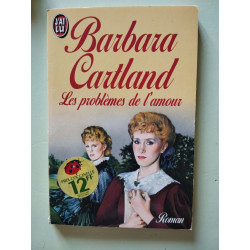 J'AI
LU
Barbara
Cartland
Les problèmes de l'amour
12F
Roman